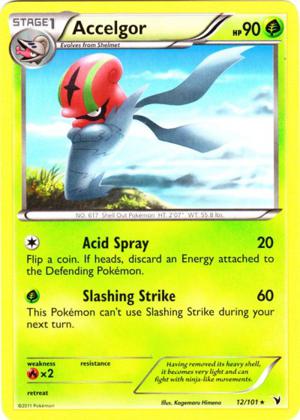 STAGE1 Accelgor HP90
Evolves from Shelmet
NO. 617 Shell Out Pokémon HT. 2'07" WT. 55.8 lbs.
Acid Spray 20
Flip a coin. If heads, discard an Energy attached to
the Defending Pokémon.
Slashing Strike 60
This Pokémon can't use Slashing Strike during your
next turn.
weakness resistance
×2
retreat
Having removed its heavy shell,
it becomes very light and can
fight with ninja-like movements.
Illus. Kagemaru Himeno 12/101
©2011 Pokémon